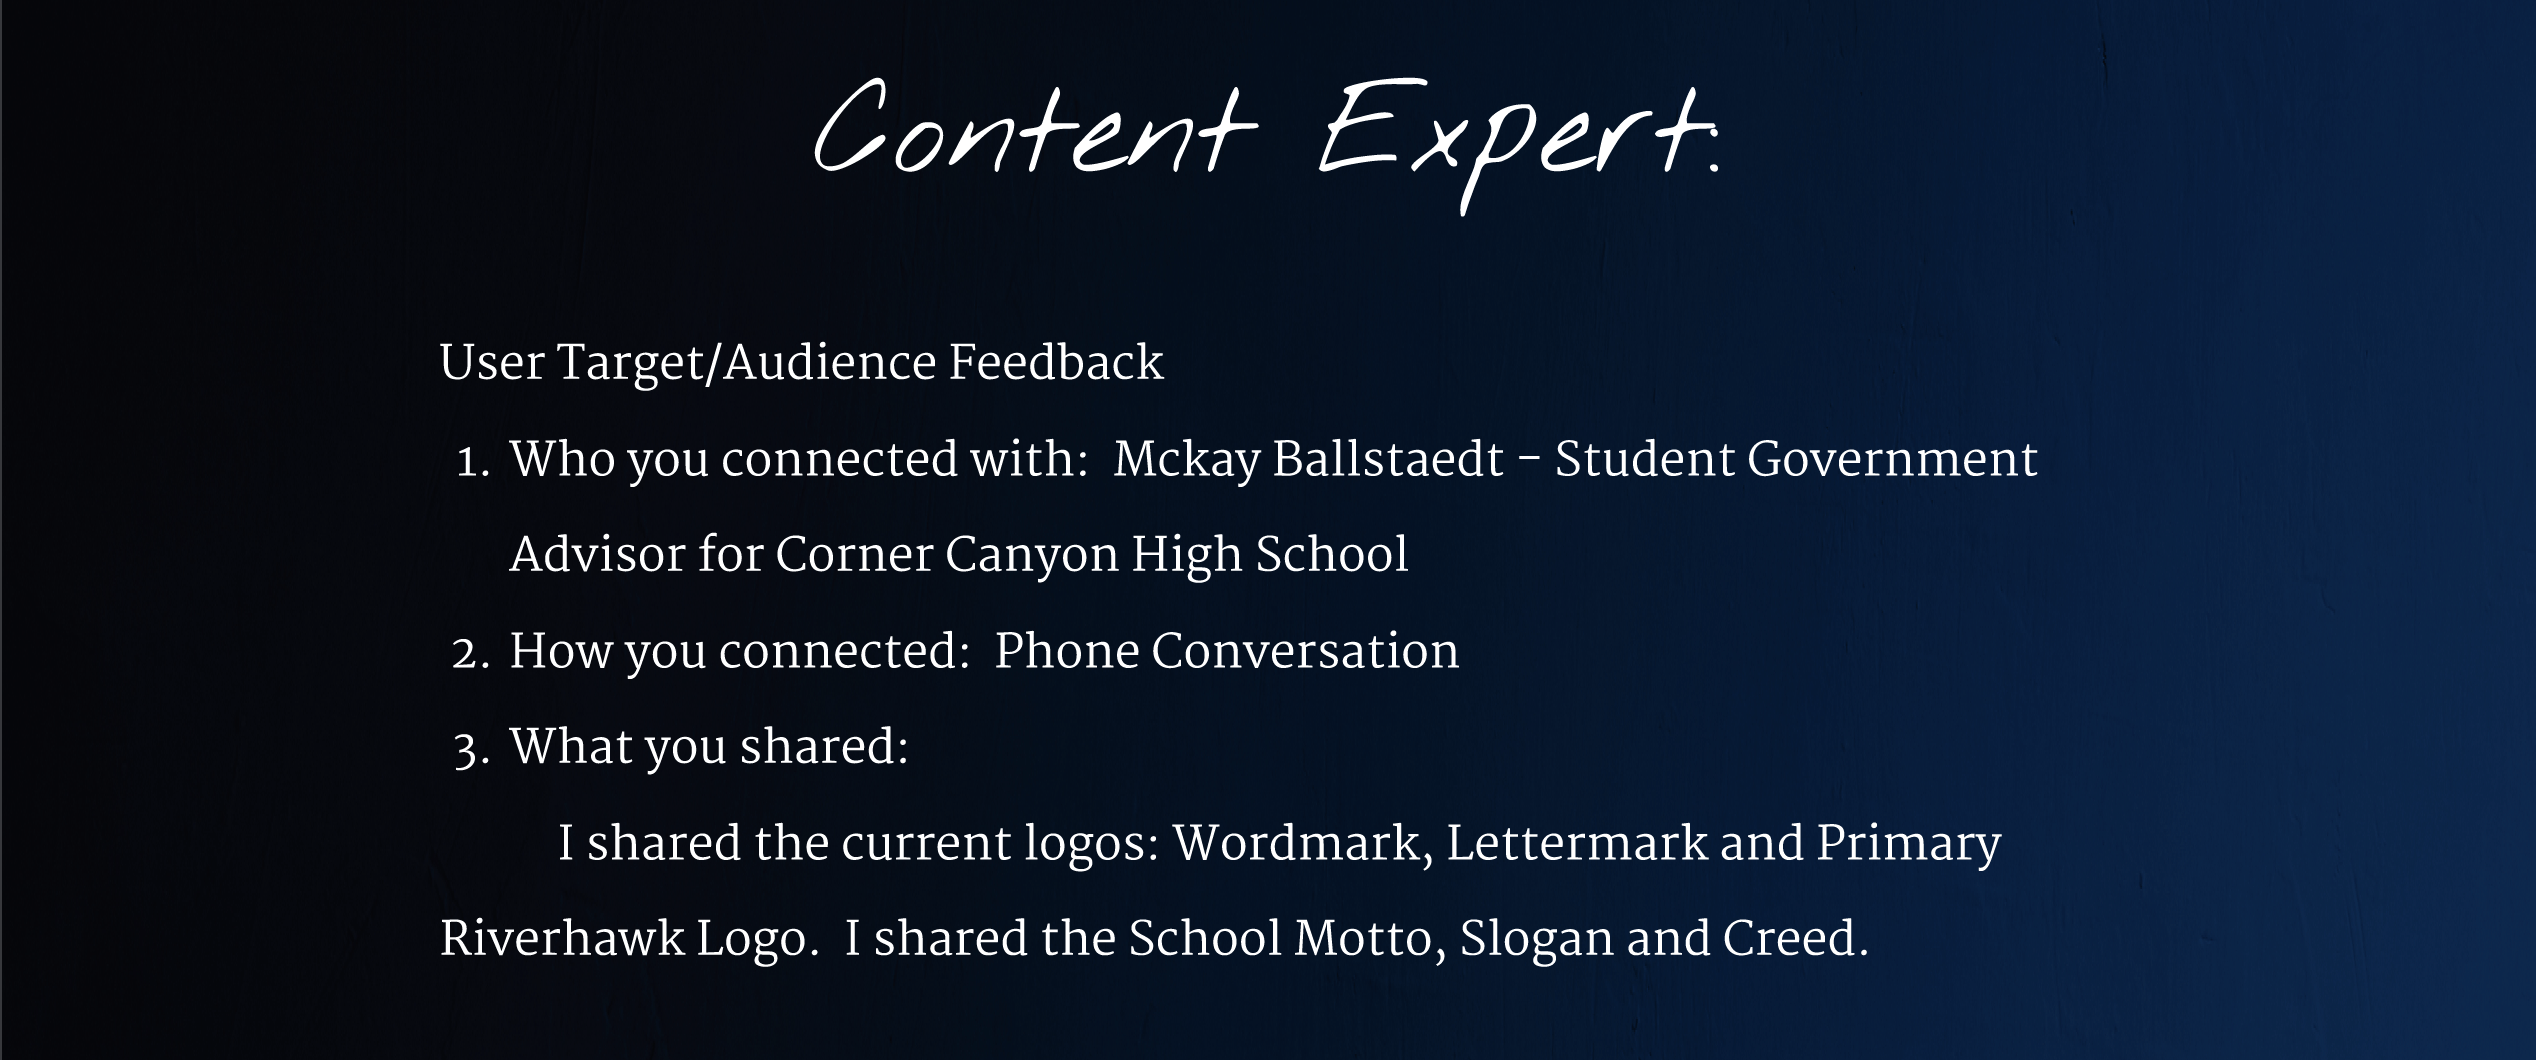 Content Expert:
User Target/Audience Feedback
1. Who you connected with:  Mckay Ballstaedt - Student Government
Advisor for Corner Canyon High School
2. How you connected:  Phone Conversation
3. What you shared:
I shared the current logos: Wordmark, Lettermark and Primary
Riverhawk Logo.  I shared the School Motto, Slogan and Creed.